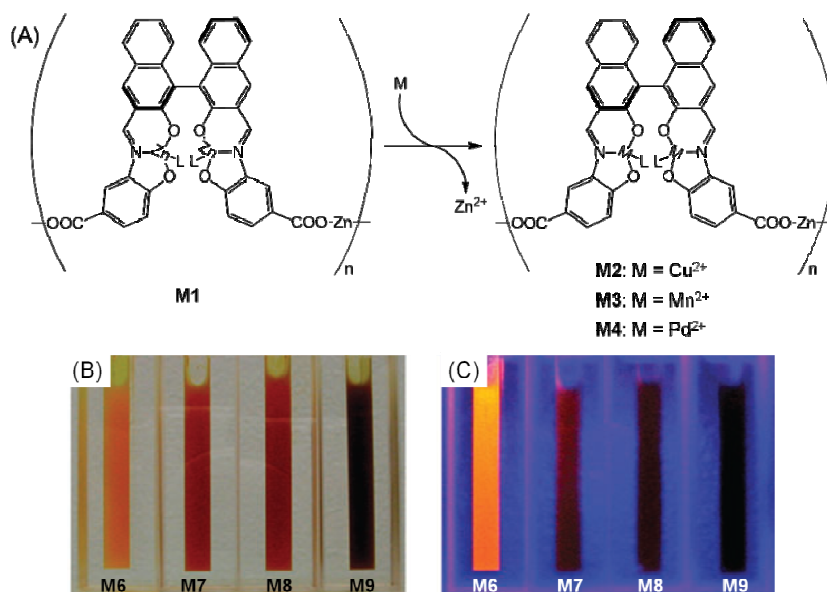 (A)
M
Zn²⁺
O O
N Zn L L Zn N
O O
-OOC COO-Zn-
n
M1
O O
N M L L M N
O O
-OOC COO-Zn-
n
M2: M = Cu²⁺
M3: M = Mn²⁺
M4: M = Pd²⁺
(B)
M6 M7 M8 M9
(C)
M6 M7 M8 M9